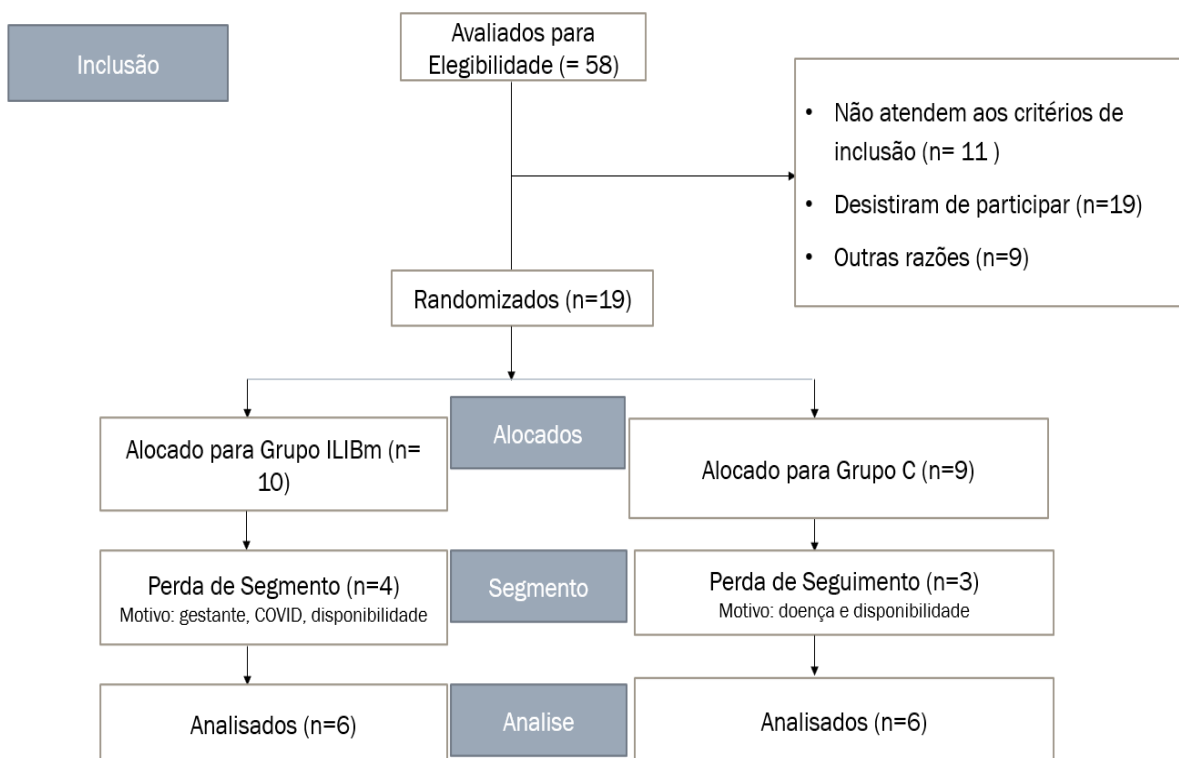 Inclusão
Avaliados para
Elegibilidade (= 58)
• Não atendem aos critérios de
inclusão (n= 11 )
• Desistiram de participar (n=19)
• Outras razões (n=9)
Randomizados (n=19)
Alocados
Alocado para Grupo ILIBm (n=
10)
Alocado para Grupo C (n=9)
Perda de Segmento (n=4)
Motivo: gestante, COVID, disponibilidade
Segmento
Perda de Seguimento (n=3)
Motivo: doença e disponibilidade
Analisados (n=6)
Analise
Analisados (n=6)